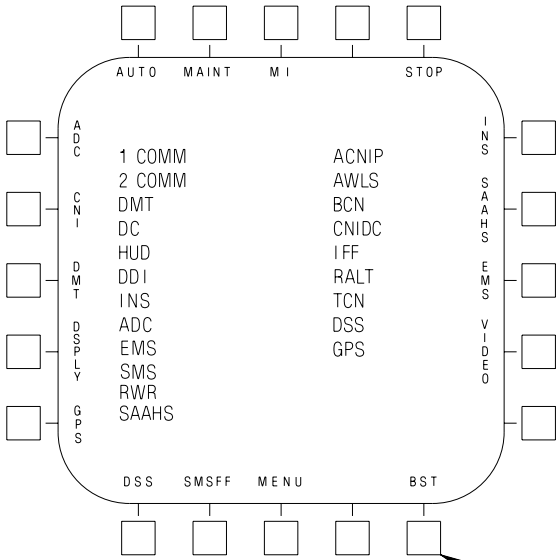 AUTO MAINT MI STOP
ADC
CNI
DMT
DSPLY
GPS
1 COMM
2 COMM
DMT
DC
HUD
DDI
INS
ADC
EMS
SMS
RWR
SAAHS
ACNIP
AWLS
BCN
CNIDC
IFF
RALT
TCN
DSS
GPS
INS
SAAHS
EMS
VIDEO
DSS SMSFF MENU BST